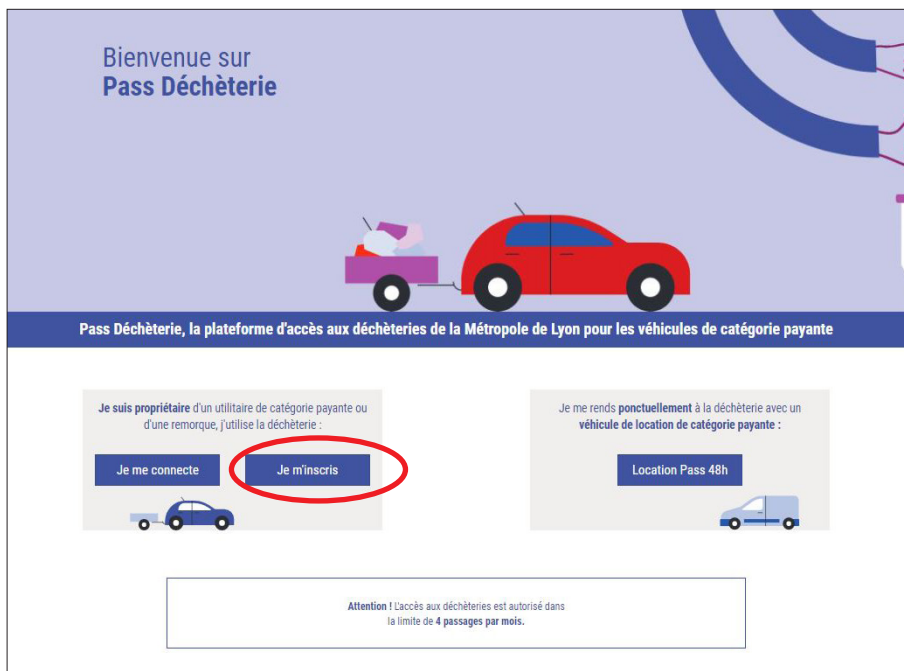 Bienvenue sur
Pass Déchèterie
Pass Déchèterie, la plateforme d'accès aux déchèteries de la Métropole de Lyon pour les véhicules de catégorie payante
Je suis propriétaire d'un utilitaire de catégorie payante ou
d'une remorque, j'utilise la déchèterie :
Je me connecte
Je m'inscris
Je me rends ponctuellement à la déchèterie avec un
véhicule de location de catégorie payante :
Location Pass 48h
Attention ! L'accès aux déchèteries est autorisé dans
la limite de 4 passages par mois.